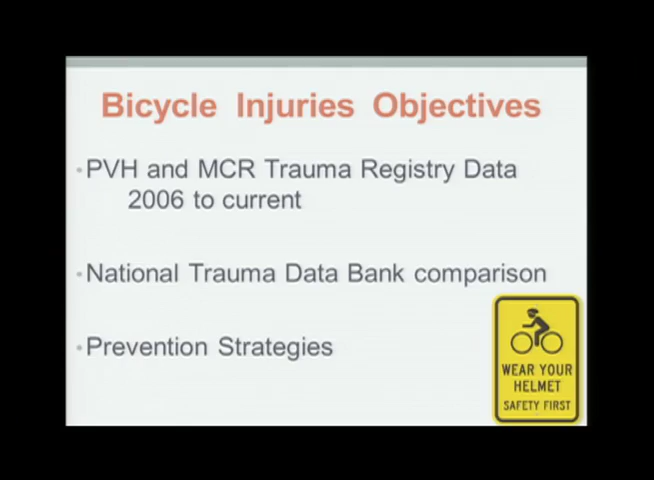 Bicycle Injuries Objectives
PVH and MCR Trauma Registry Data
2006 to current
National Trauma Data Bank comparison
Prevention Strategies
WEAR YOUR
HELMET
SAFETY FIRST